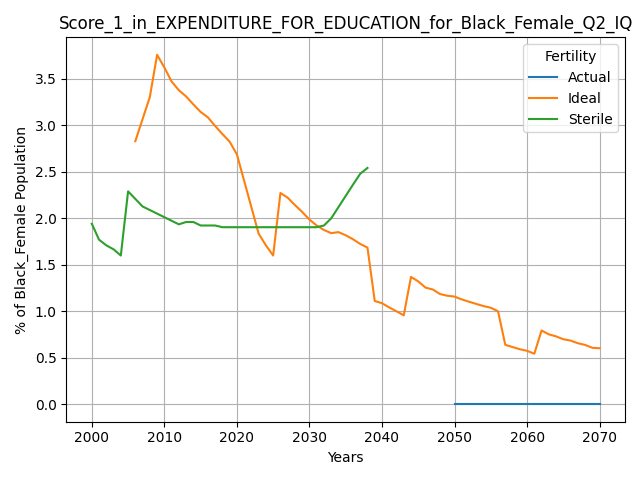 Score_1_in_EXPENDITURE_FOR_EDUCATION_for_Black_Female_Q2_IQ
Fertility
Actual
Ideal
Sterile
% of Black_Female Population
3.5
3.0
2.5
2.0
1.5
1.0
0.5
0.0
2000 2010 2020 2030 2040 2050 2060 2070
Years